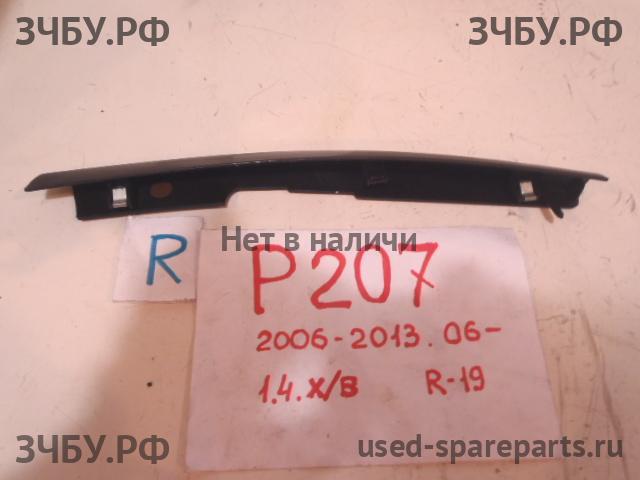 ЗЧБУ.РФ ЗЧБУ.РФ
R
Нет в наличи
P207
2006-2013. 06-
1.4. х/в R-19
ЗЧБУ.РФ used-spareparts.ru